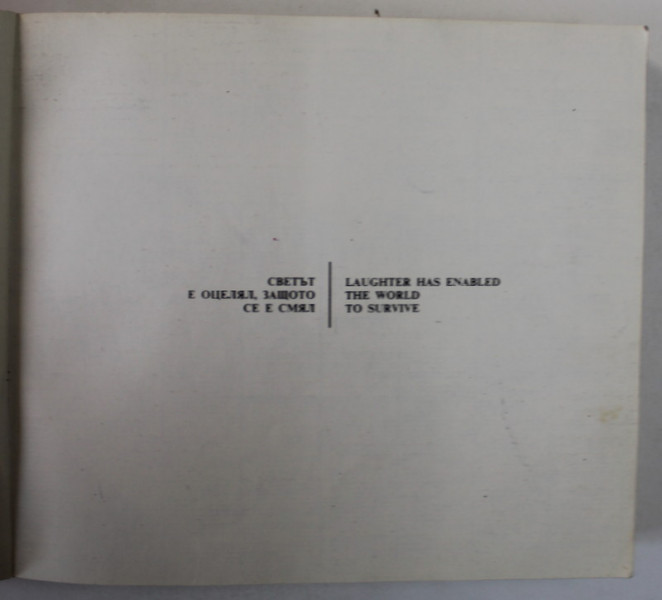 СВЕТЪТ
Е ОЦЕЛЯЛ, ЗАЩОТО
СЕ Е СМЯЛ
LAUGHTER HAS ENABLED
THE WORLD
TO SURVIVE